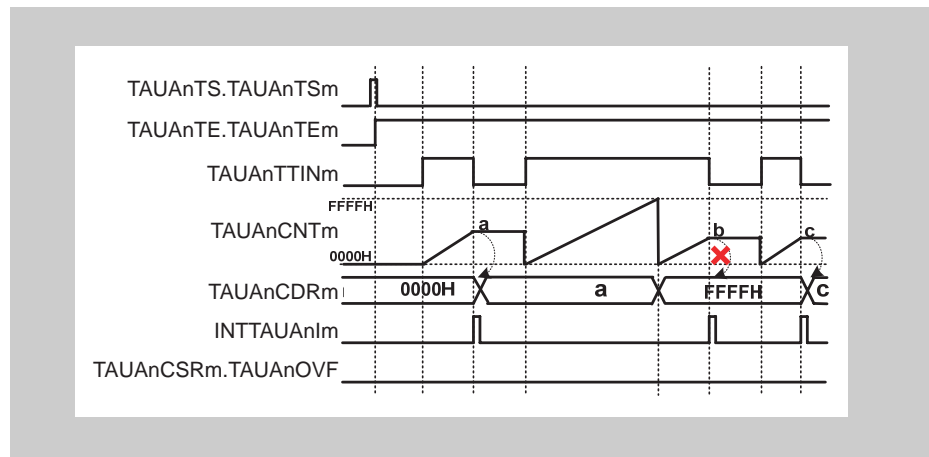 TAUAnTS.TAUAnTSm
TAUAnTE.TAUAnTEm
TAUAnTTINm
FFFFH
TAUAnCNTm
a
b
c
0000H
TAUAnCDRm
0000H
a
FFFFH
c
INTTAUAnIm
TAUAnCSRm.TAUAnOVF